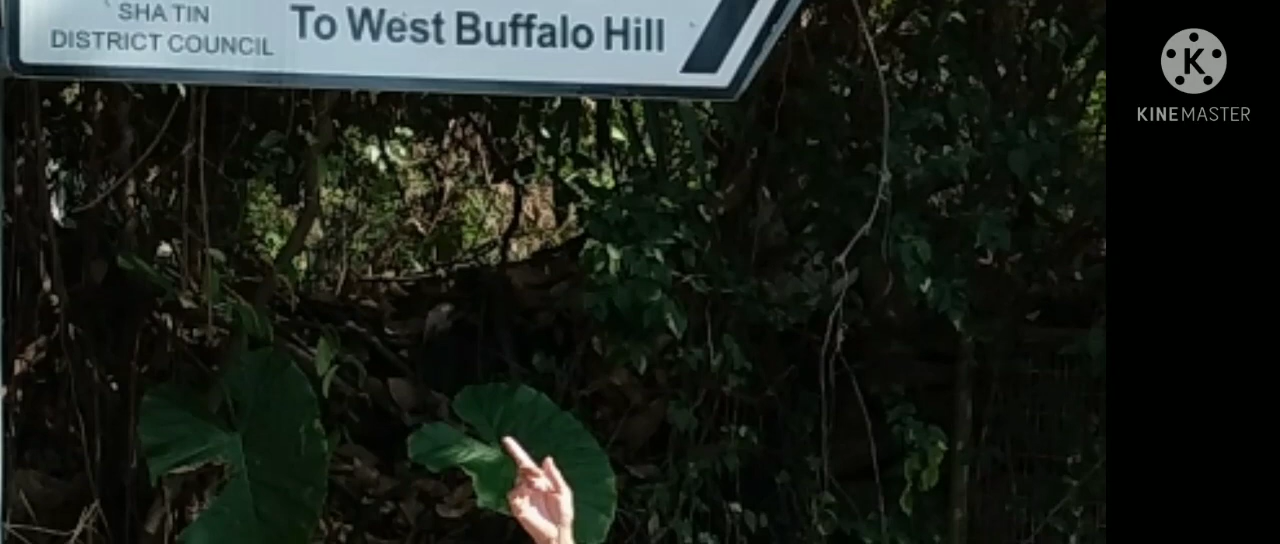 SHA TIN
DISTRICT COUNCIL
To West Buffalo Hill
K
KINEMASTER